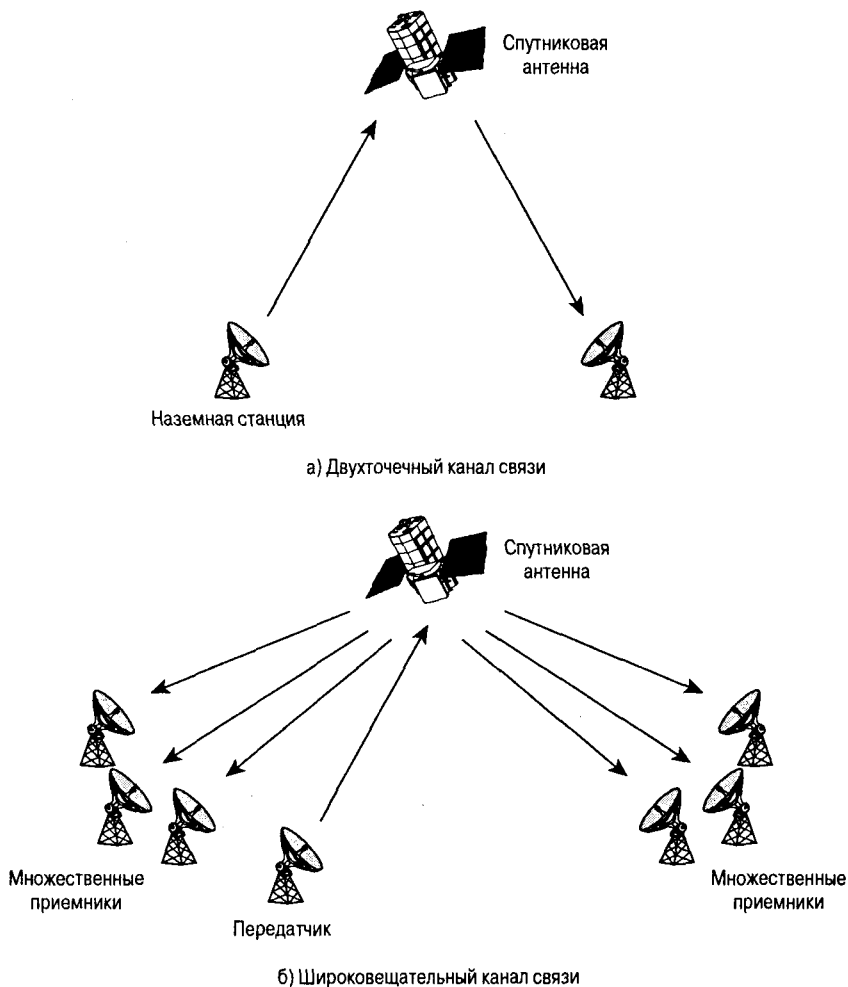 Спутниковая
антенна
Наземная станция
а) Двухточечный канал связи
Спутниковая
антенна
Множественные
приемники
Передатчик
Множественные
приемники
б) Широковещательный канал связи